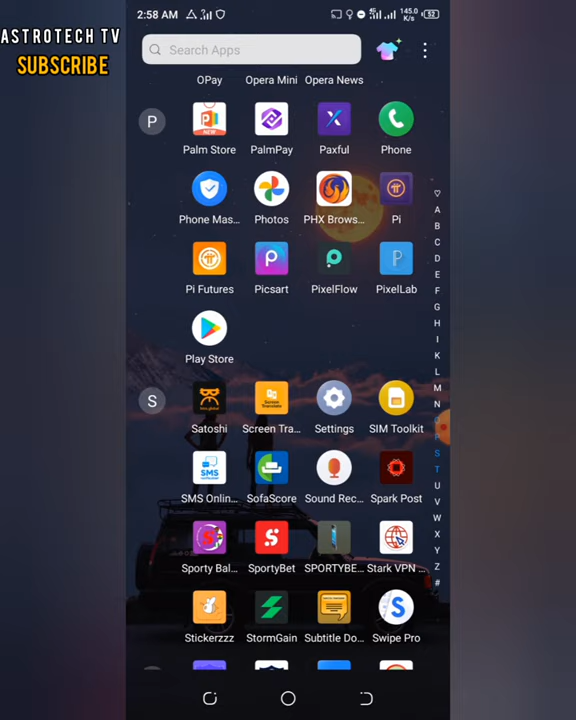 2:58 AM
4G
145.0
K/s
52
ASTROTECH TV
SUBSCRIBE
Search Apps
OPay Opera Mini Opera News
P
NEW
Palm Store PalmPay Paxful Phone
Phone Mas... Photos PHX Brows... Pi
Pi Futures Picsart PixelFlow PixelLab
Play Store
S
Satoshi Screen Tra... Settings SIM Toolkit
SMS Onlin... SofaScore Sound Rec... Spark Post
Sporty Bal... SportyBet SPORTYBE... Stark VPN ...
Stickerzzz StormGain Subtitle Do... Swipe Pro
A
B
C
D
E
F
G
H
I
K
L
M
N
O
P
S
T
U
V
W
X
Y
Z
#